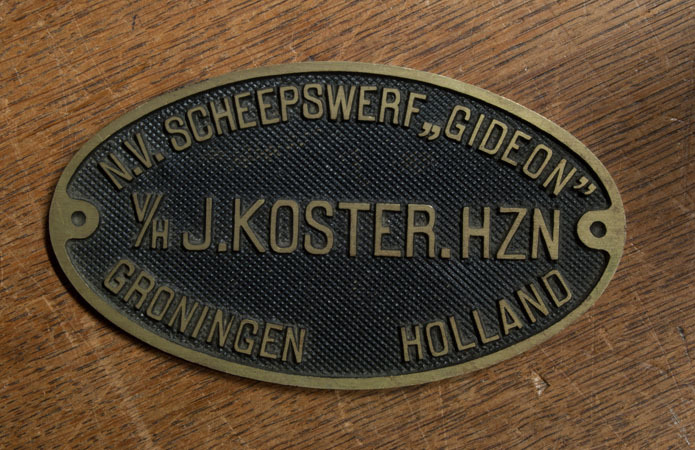 N.V. SCHEEPSWERF „GIDEON”
V/H J.KOSTER.HZN
GRONINGEN HOLLAND